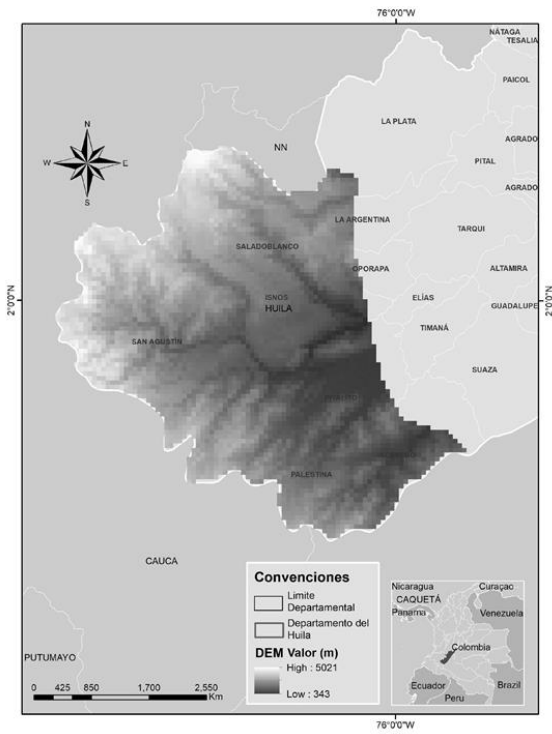 76°0'0"W
NÁTAGA
TESALIA
PAICOL
LA PLATA
AGRADO
N
NN
W
E
PITAL
S
AGRADO
LA ARGENTINA
TARQUI
SALADOBLANCO
OPORAPA
ALTAMIRA
2°0'0"N
ISNOS
ELÍAS
2°0'0"N
HUILA
GUADALUPE
TIMANÁ
SAN AGUSTÍN
SUAZA
PALESTINA
CAUCA
PUTUMAYO
Convenciones
Limite
Departamental
Departamento del
Huila
DEM Valor (m)
High : 5021
Low : 343
Nicaragua
Curaçao
CAQUETÁ
Panama
Venezuela
Colombia
Ecuador
Brazil
Peru
0 425 850 1,700 2,550
Km
76°0'0"W